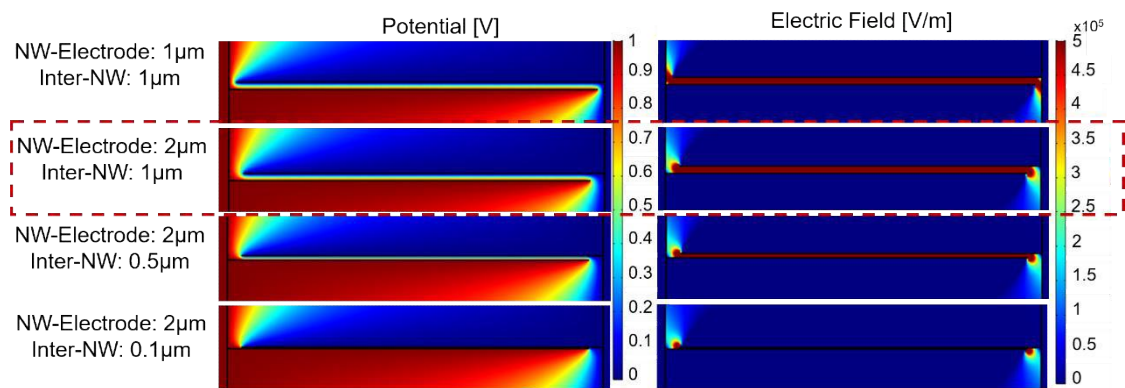 Potential [V]
Electric Field [V/m]
x10⁵
NW-Electrode: 1µm
Inter-NW: 1µm
NW-Electrode: 2µm
Inter-NW: 1µm
NW-Electrode: 2µm
Inter-NW: 0.5µm
NW-Electrode: 2µm
Inter-NW: 0.1µm
1
0.9
0.8
0.7
0.6
0.5
0.4
0.3
0.2
0.1
0
5
4.5
4
3.5
3
2.5
2
1.5
1
0.5
0